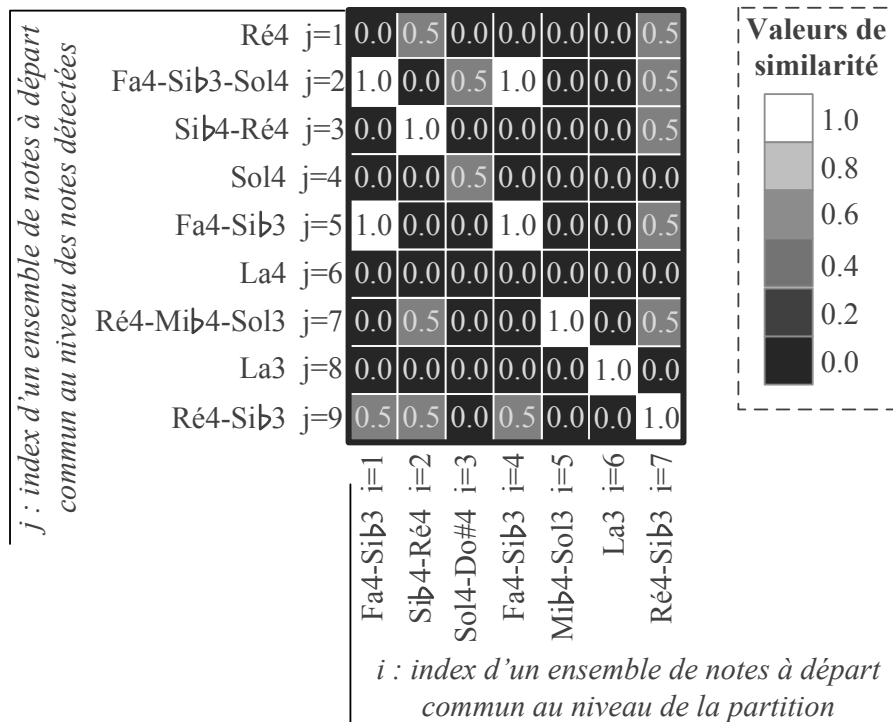 j : index d'un ensemble de notes à départ
commun au niveau des notes détectées
Ré4 j=1 0.0 0.5 0.0 0.0 0.0 0.0 0.5
Fa4-Si♭3-Sol4 j=2 1.0 0.0 0.5 1.0 0.0 0.0 0.5
Si♭4-Ré4 j=3 0.0 1.0 0.0 0.0 0.0 0.0 0.5
Sol4 j=4 0.0 0.0 0.5 0.0 0.0 0.0 0.0
Fa4-Si♭3 j=5 1.0 0.0 0.0 1.0 0.0 0.0 0.5
La4 j=6 0.0 0.0 0.0 0.0 0.0 0.0 0.0
Ré4-Mi♭4-Sol3 j=7 0.0 0.5 0.0 0.0 1.0 0.0 0.5
La3 j=8 0.0 0.0 0.0 0.0 0.0 1.0 0.0
Ré4-Si♭3 j=9 0.5 0.5 0.0 0.5 0.0 0.0 1.0
Fa4-Si♭3 i=1
Si♭4-Ré4 i=2
Sol4-Do#4 i=3
Fa4-Si♭3 i=4
Mi♭4-Sol3 i=5
La3 i=6
Ré4-Si♭3 i=7
i : index d'un ensemble de notes à départ
commun au niveau de la partition
Valeurs de
similarité
1.0
0.8
0.6
0.4
0.2
0.0